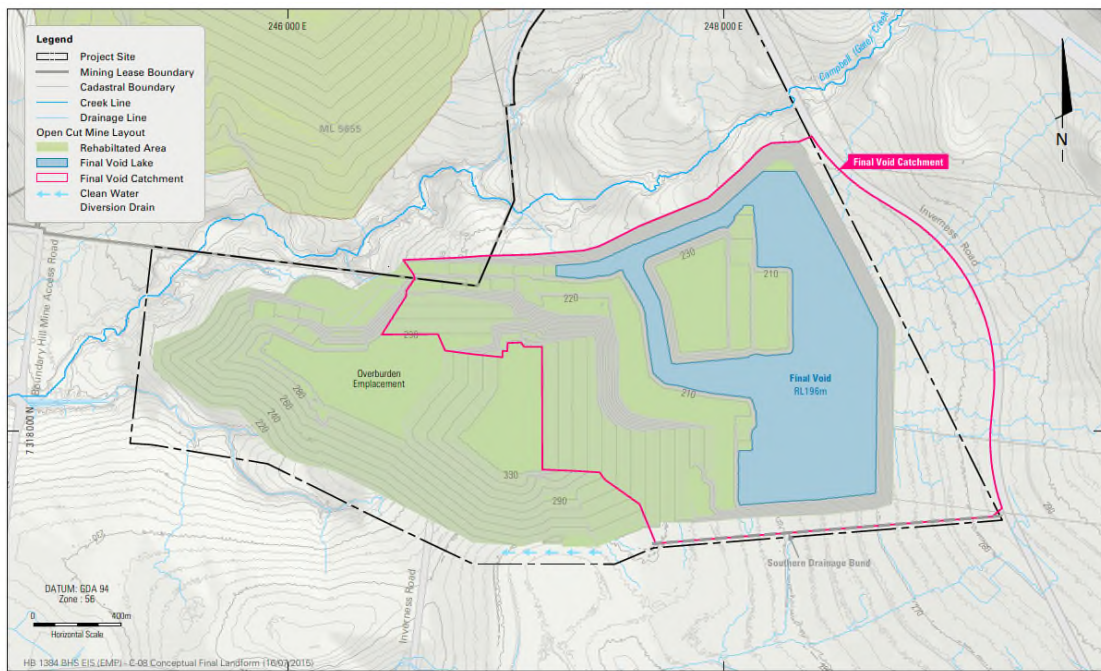 246 000 E
248 000 E
Legend
Project Site
Mining Lease Boundary
Cadastral Boundary
Creek Line
Drainage Line
Open Cut Mine Layout
Rehabiltated Area
Final Void Lake
Final Void Catchment
Clean Water
Diversion Drain
ML 5655
Campbell (Gate) Creek
N
Final Void Catchment
Inverness Road
Boundary Hill Mine Access Road
7 318 000 N
230
210
220
230
Overburden
Emplacement
Final Void
RL196m
210
280
260
240
220
330
290
Southern Drainage Bund
Inverness Road
270
DATUM: GDA 94
Zone : 56
0
400m
Horizontal Scale
HB 1384 BHS EIS (EMP) - C-08 Conceptual Final Landform (16/07/2015)